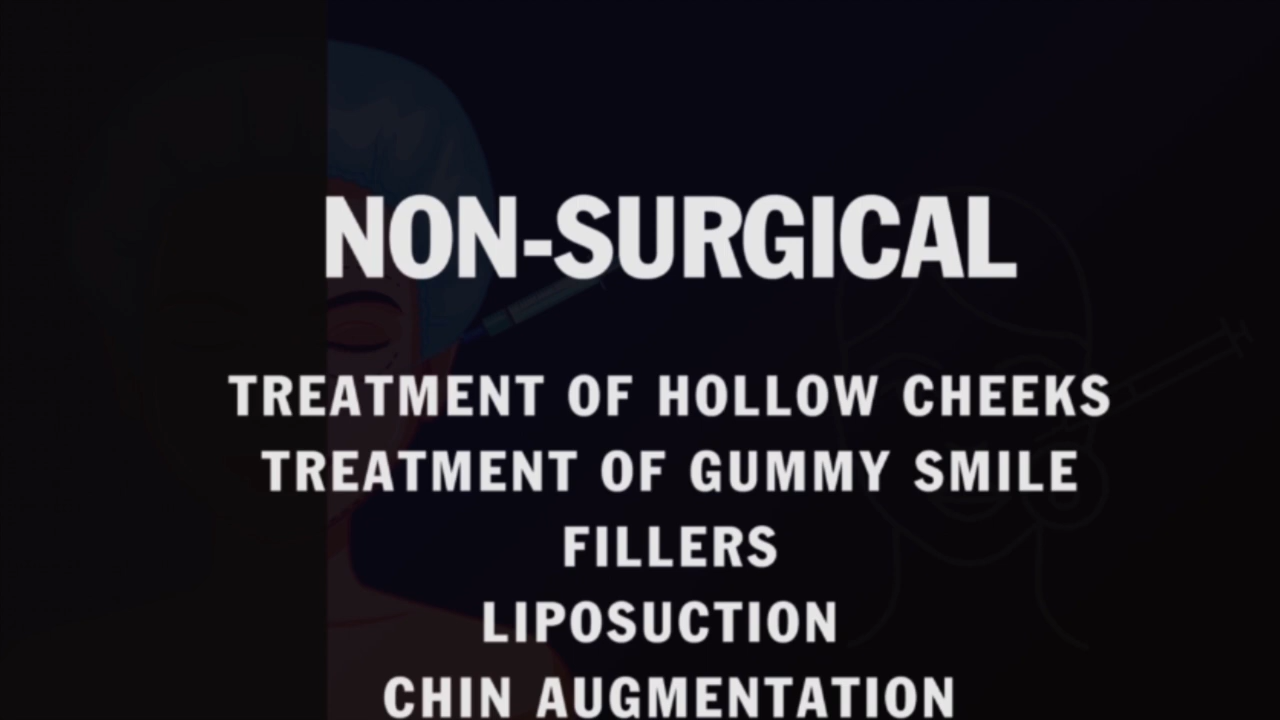 NON-SURGICAL
TREATMENT OF HOLLOW CHEEKS
TREATMENT OF GUMMY SMILE
FILLERS
LIPOSUCTION
CHIN AUGMENTATION